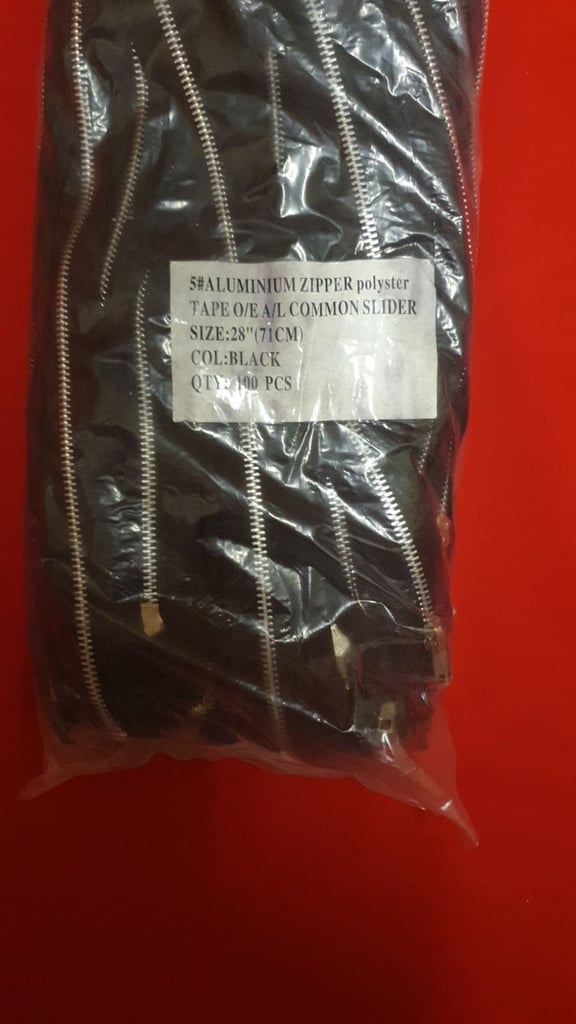 5#ALUMINIUM ZIPPER polyster
TAPE O/E A/L COMMON SLIDER
SIZE:28"(71CM)
COL:BLACK
QTY: 100 PCS